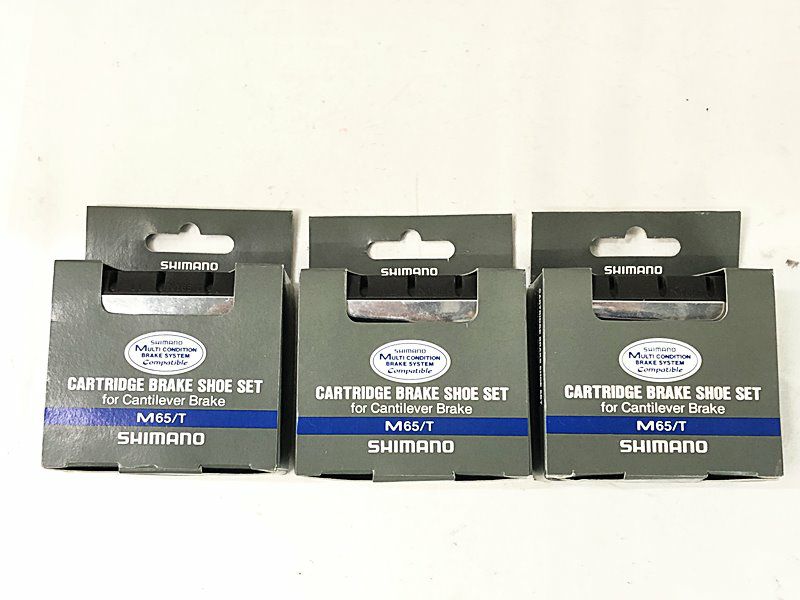 SHIMANO
SHIMANO
MULTI CONDITION
BRAKE SYSTEM
Compatible
CARTRIDGE BRAKE SHOE SET
for Cantilever Brake
M65/T
SHIMANO
SHIMANO
SHIMANO
MULTI CONDITION
BRAKE SYSTEM
Compatible
CARTRIDGE BRAKE SHOE SET
for Cantilever Brake
M65/T
SHIMANO
SHIMANO
SHIMANO
MULTI CONDITION
BRAKE SYSTEM
Compatible
CARTRIDGE BRAKE SHOE SET
for Cantilever Brake
M65/T
SHIMANO